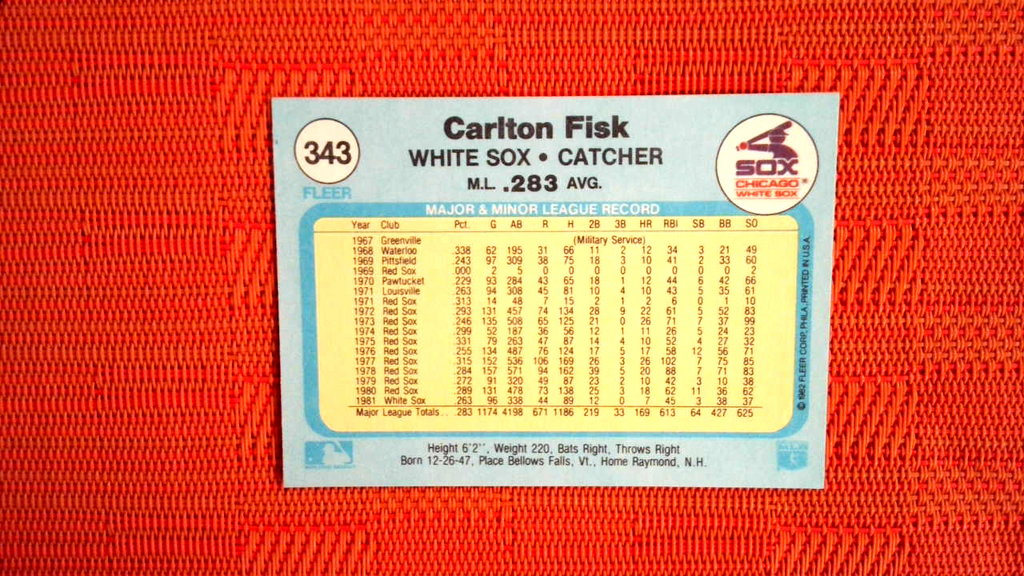 343
FLEER
Carlton Fisk
WHITE SOX • CATCHER
M.L. .283 AVG.
SOX
CHICAGO ®
WHITE SOX
MAJOR & MINOR LEAGUE RECORD
Year Club Pct. G AB R H 2B 3B HR RBI SB BB SO
1967 Greenville (Military Service)
1968 Waterloo .338 62 195 31 66 11 2 12 34 3 21 49
1969 Pittsfield .243 97 309 38 75 18 3 10 41 2 33 60
1969 Red Sox .000 2 5 0 0 0 0 0 0 0 0 2
1970 Pawtucket .229 93 284 43 65 18 1 12 44 6 42 66
1971 Louisville .263 94 308 45 81 10 4 10 43 5 35 61
1971 Red Sox .313 14 48 7 15 2 1 2 6 0 1 10
1972 Red Sox .293 131 457 74 134 28 9 22 61 5 52 83
1973 Red Sox .246 135 508 65 125 21 0 26 71 7 37 99
1974 Red Sox .299 52 187 36 56 12 1 11 26 5 24 23
1975 Red Sox .331 79 263 47 87 14 4 10 52 4 27 32
1976 Red Sox .255 134 487 76 124 17 5 17 58 12 56 71
1977 Red Sox .315 152 536 106 169 26 3 26 102 7 75 85
1978 Red Sox .284 157 571 94 162 39 5 20 88 7 71 83
1979 Red Sox .272 91 320 49 87 23 2 10 42 3 10 38
1980 Red Sox .289 131 478 73 138 25 3 18 62 11 36 62
1981 White Sox .263 96 338 44 89 12 0 7 45 3 38 37
Major League Totals . . .283 1174 4198 671 1186 219 33 169 613 64 427 625
© 1982 FLEER CORP. PHILA. PRINTED IN U.S.A.
Height 6'2'', Weight 220, Bats Right, Throws Right
Born 12-26-47, Place Bellows Falls, Vt., Home Raymond, N.H.